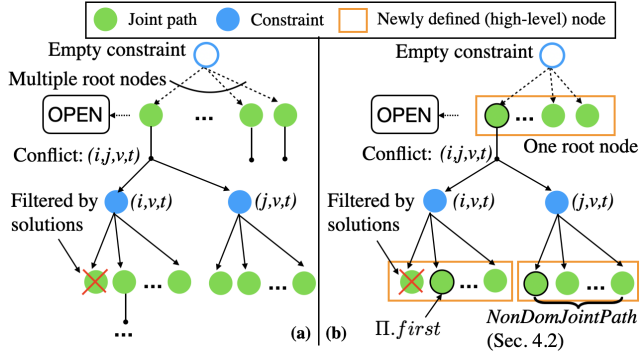 Joint path
Constraint
Newly defined (high-level) node
Empty constraint
Multiple root nodes
OPEN
...
Conflict: (i,j,v,t)
Filtered by
solutions
(i,v,t)
(j,v,t)
...
...
...
(a)
Empty constraint
OPEN
...
One root node
Conflict: (i,j,v,t)
Filtered by
solutions
(i,v,t)
(j,v,t)
...
...
(b)
Π.first
NonDomJointPath
(Sec. 4.2)